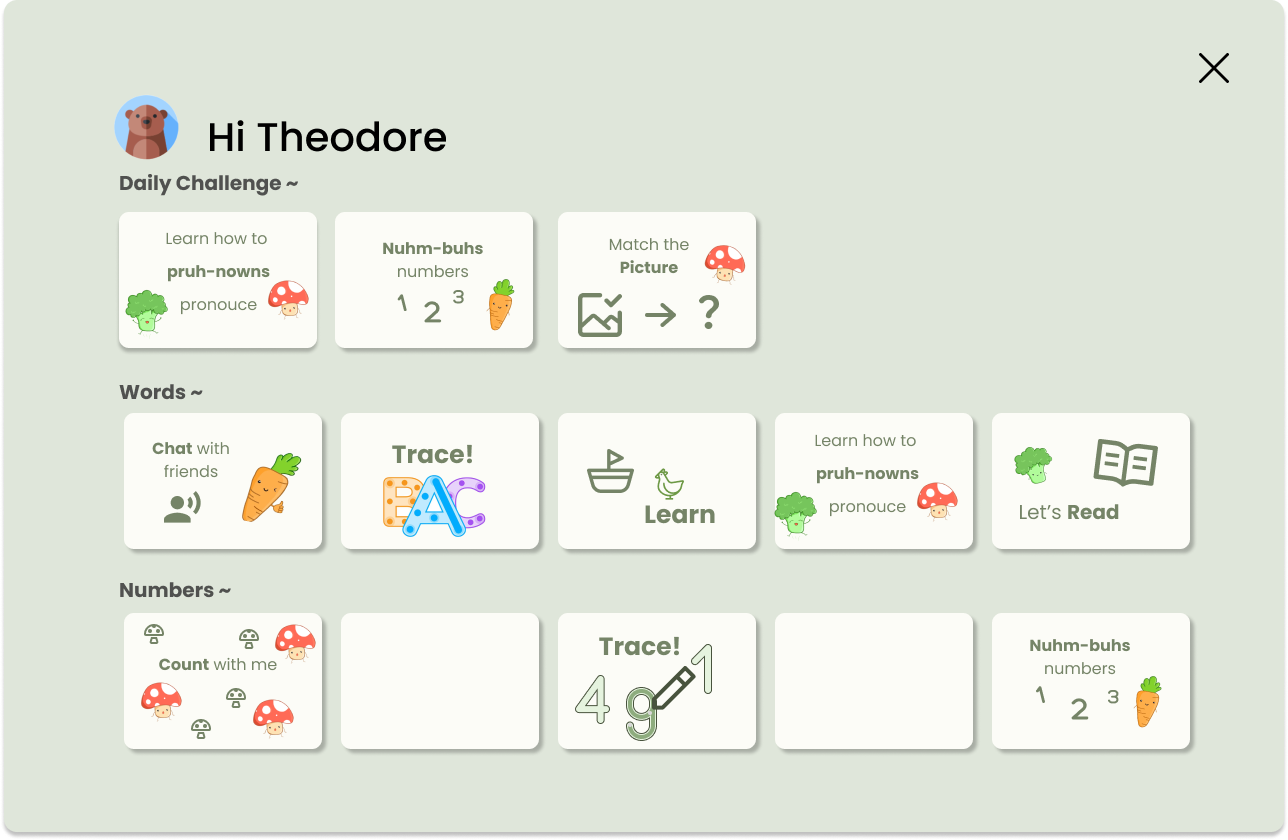 Hi Theodore
Daily Challenge ~
Learn how to
pruh-nowns
pronouce
Nuhm-buhs
numbers
1 2 3
Match the
Picture
?
Words ~
Chat with
friends
Trace!
BAC
Learn
Learn how to
pruh-nowns
pronouce
Let's Read
Numbers ~
Count with me
Trace!
4 9 1
Nuhm-buhs
numbers
1 2 3